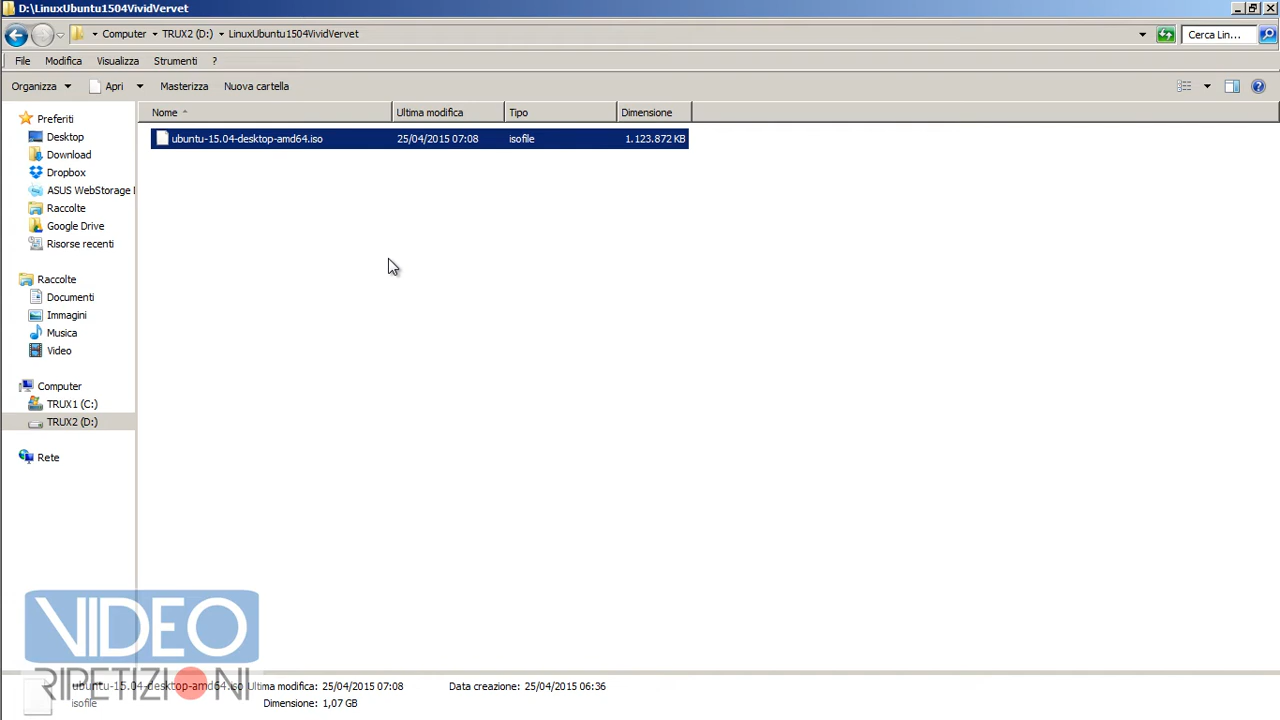 D:\LinuxUbuntu1504VividVervet
Computer TRUX2 (D:) LinuxUbuntu1504VividVervet Cerca Lin...
File Modifica Visualizza Strumenti ?
Organizza Apri Masterizza Nuova cartella ?
Nome Ultima modifica Tipo Dimensione
ubuntu-15.04-desktop-amd64.iso 25/04/2015 07:08 isofile 1.123.872 KB
Preferiti
Desktop
Download
Dropbox
ASUS WebStorage
Raccolte
Google Drive
Risorse recenti
Raccolte
Documenti
Immagini
Musica
Video
Computer
TRUX1 (C:)
TRUX2 (D:)
Rete
VIDEO
RIPETIZIONI
ubuntu-15.04-desktop-amd64.iso Ultima modifica: 25/04/2015 07:08 Data creazione: 25/04/2015 06:36
isofile Dimensione: 1,07 GB